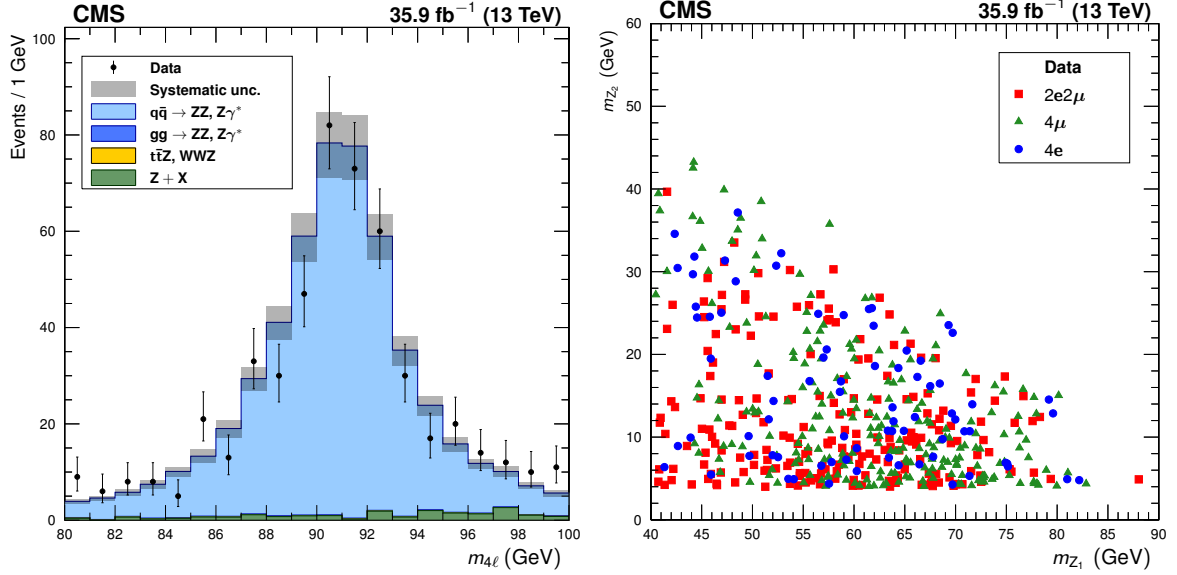 CMS 35.9 fb⁻¹ (13 TeV)
Events / 1 GeV
100
80
60
40
20
0
Data
Systematic unc.
qq̄ → ZZ, Zγ*
gg → ZZ, Zγ*
tt̄Z, WWZ
Z + X
80 82 84 86 88 90 92 94 96 98 100
m₄ℓ (GeV)
CMS 35.9 fb⁻¹ (13 TeV)
m_Z₂ (GeV)
60
50
40
30
20
10
0
Data
2e2μ
4μ
4e
40 45 50 55 60 65 70 75 80 85 90
m_Z₁ (GeV)